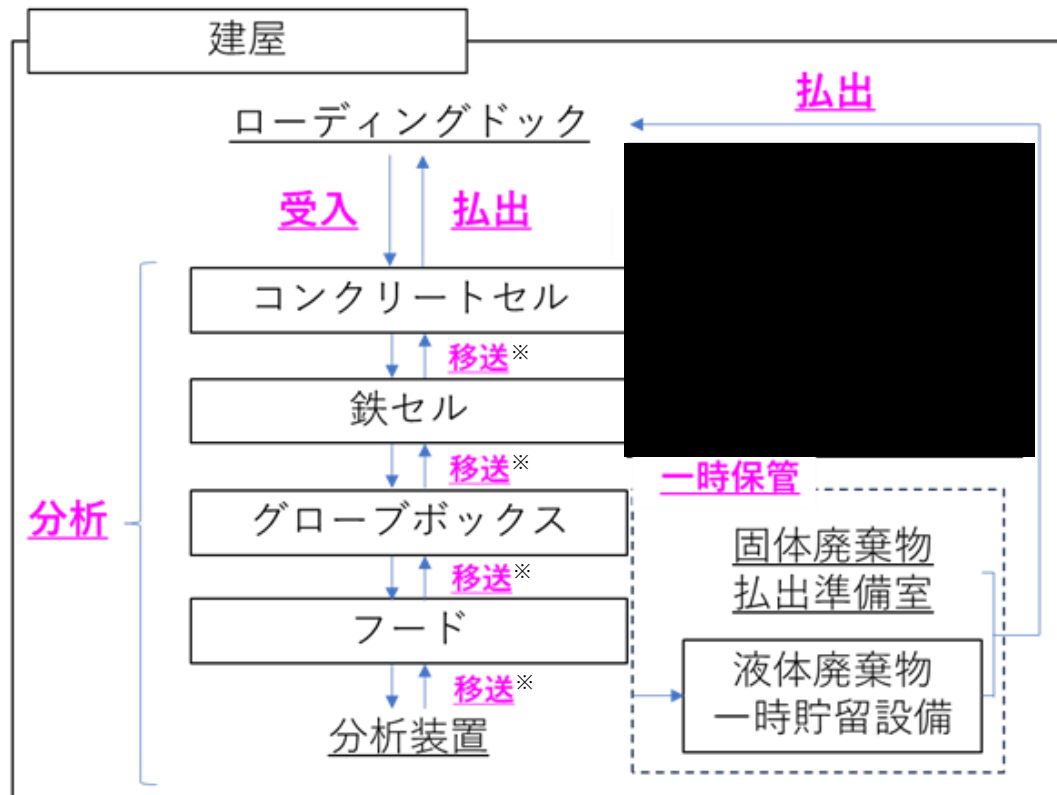 建屋
払出
ローディングドック
受入
払出
コンクリートセル
移送※
鉄セル
移送※
一時保管
分析
グローブボックス
固体廃棄物
払出準備室
移送※
フード
液体廃棄物
一時貯留設備
移送※
分析装置